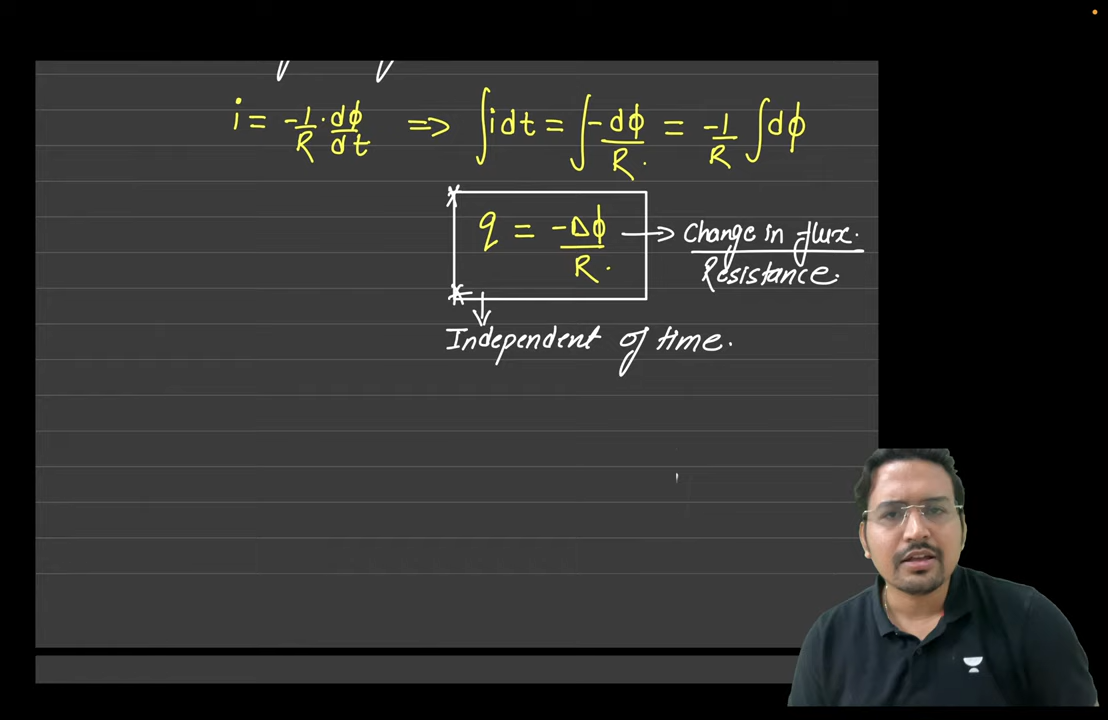 i = -1/R · dϕ/dt => ∫idt = ∫-dϕ/R. = -1/R ∫dϕ
q = -Δϕ/R. → Change in flux. / Resistance.
Independent of time.